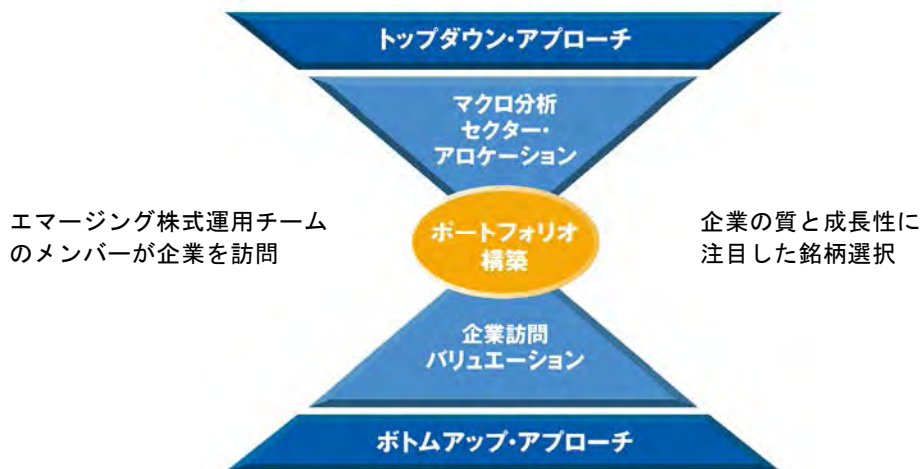 トップダウン・アプローチ
マクロ分析
セクター・
アロケーション
エマージング株式運用チーム
のメンバーが企業を訪問
ポートフォリオ
構築
企業の質と成長性に
注目した銘柄選択
企業訪問
バリュエーション
ボトムアップ・アプローチ